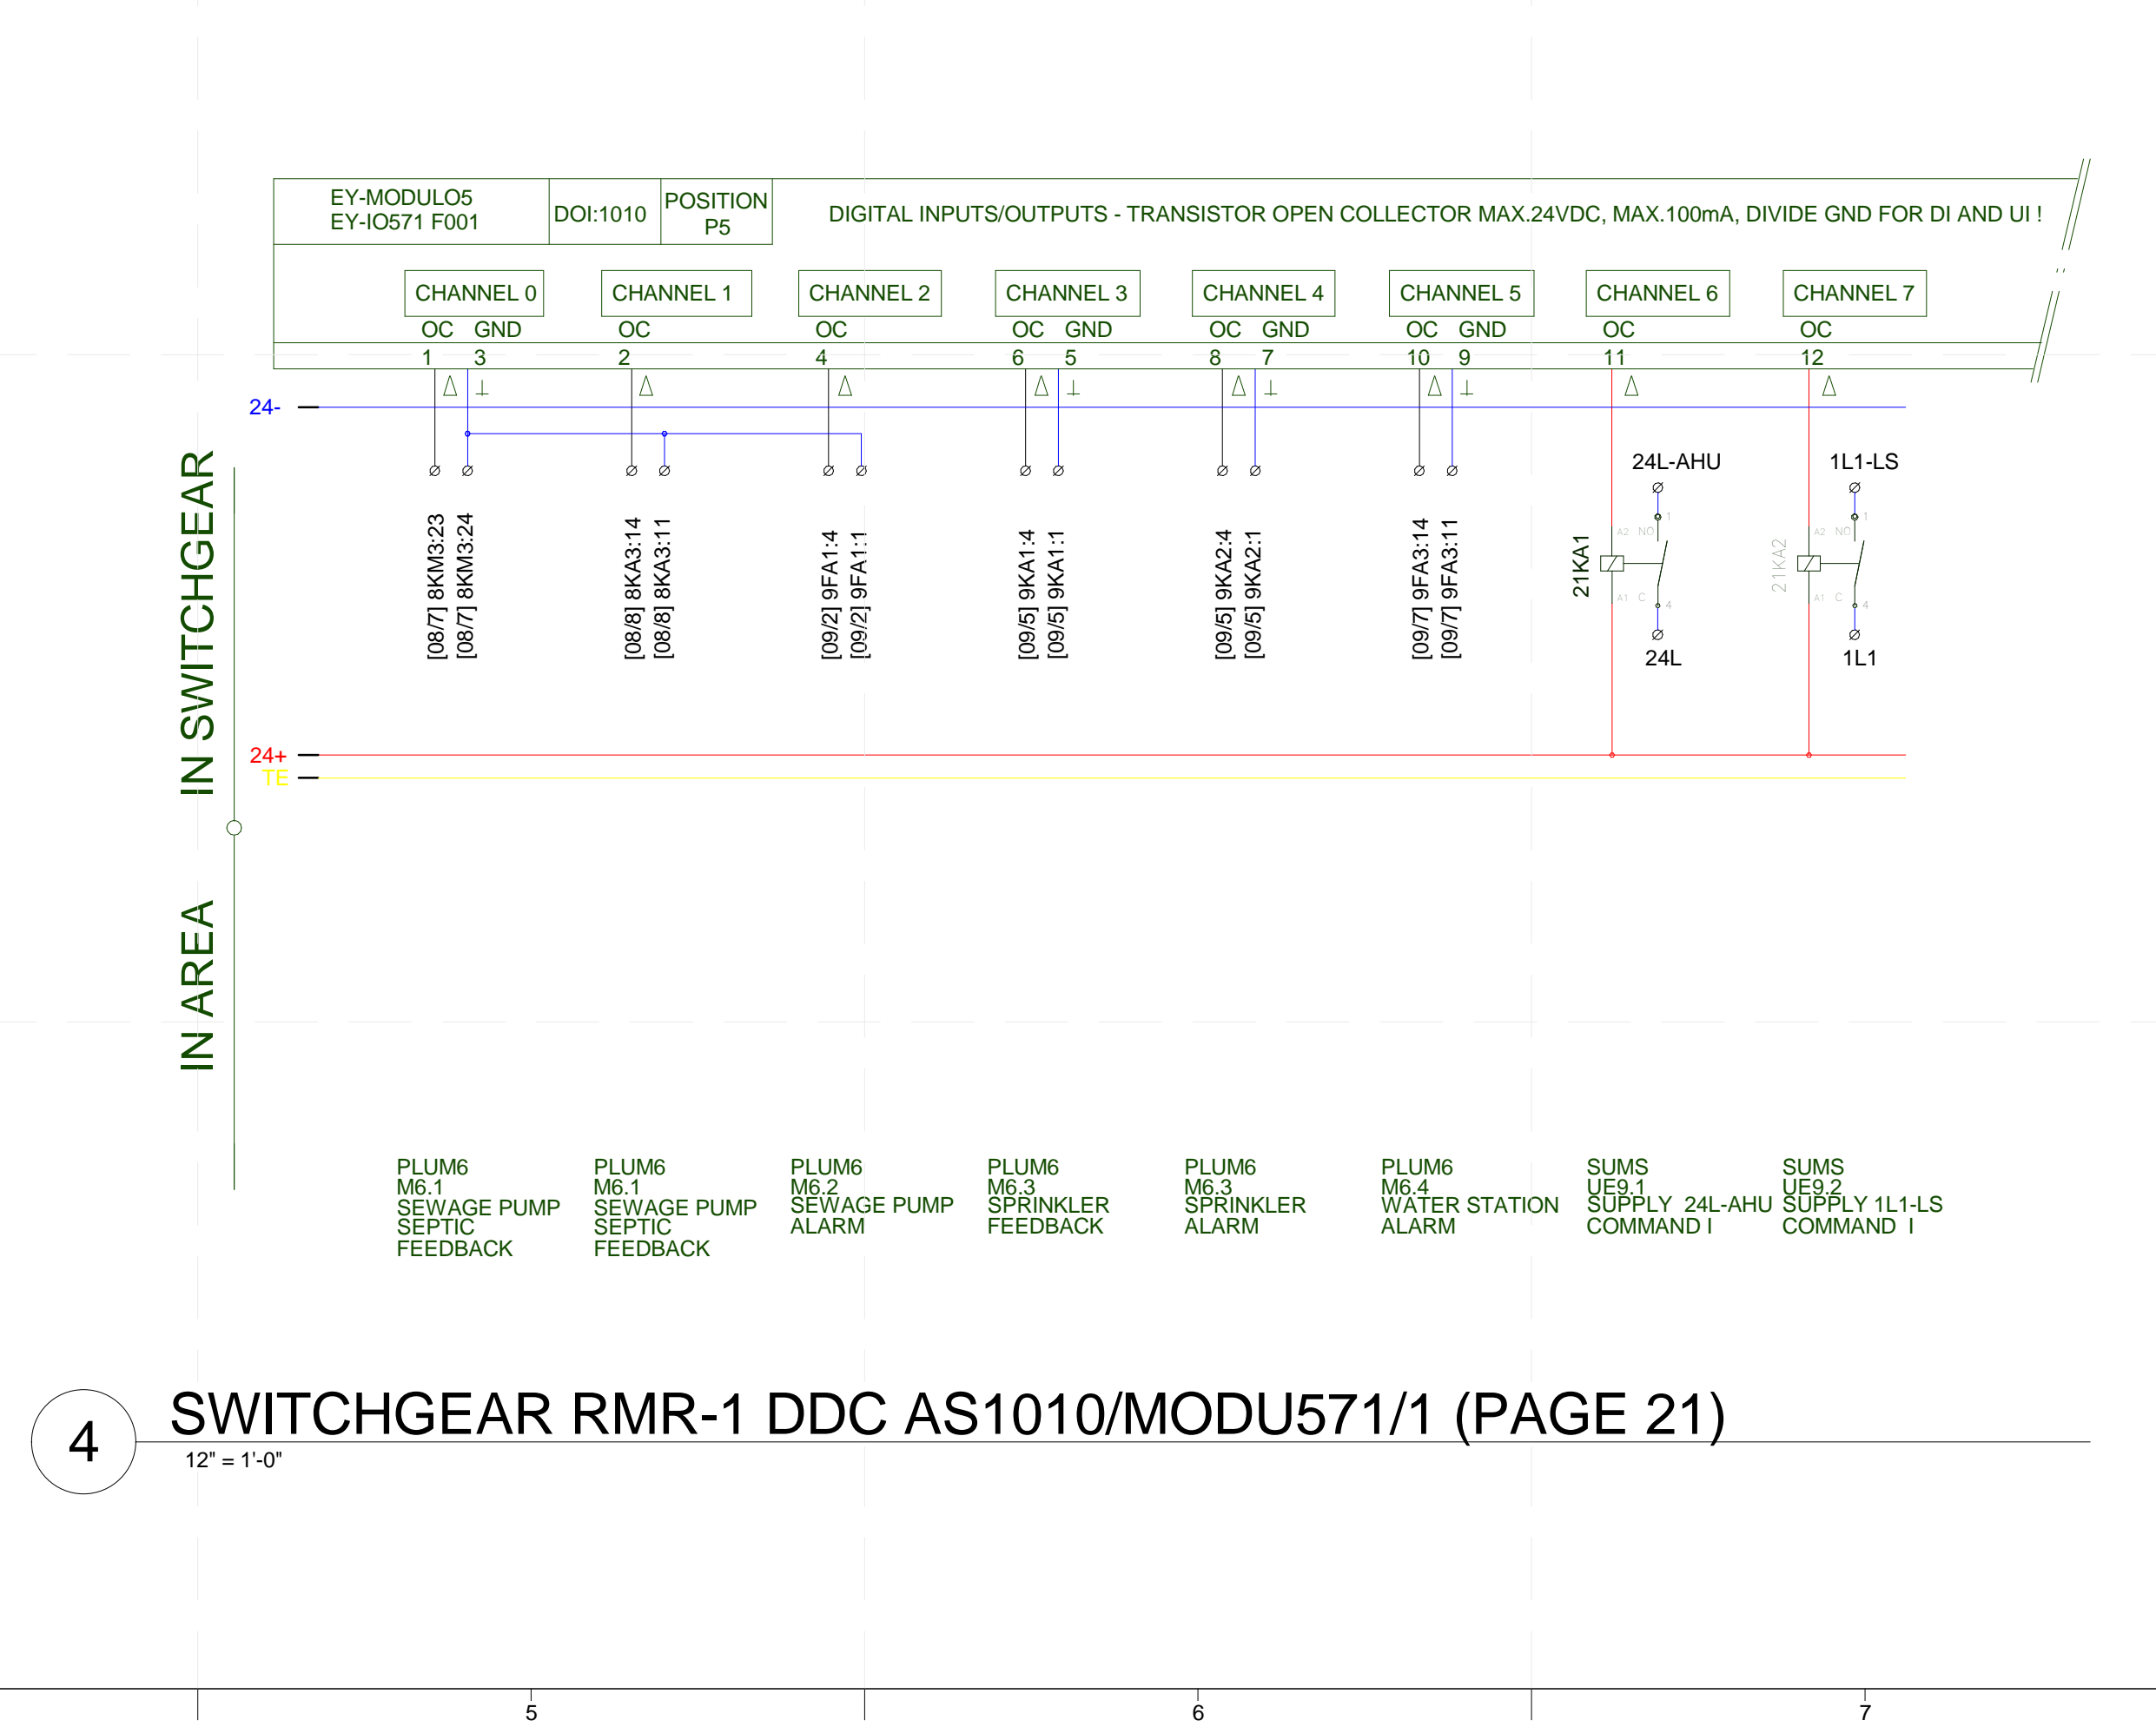 EY-MODULO5
EY-IO571 F001
DOI:1010
POSITION
P5
DIGITAL INPUTS/OUTPUTS - TRANSISTOR OPEN COLLECTOR MAX.24VDC, MAX.100mA, DIVIDE GND FOR DI AND UI !
CHANNEL 0
CHANNEL 1
CHANNEL 2
CHANNEL 3
CHANNEL 4
CHANNEL 5
CHANNEL 6
CHANNEL 7
OC GND
OC
OC
OC GND
OC GND
OC GND
OC
OC
1 3
2
4
6 5
8 7
10 9
11
12
24-
IN SWITCHGEAR
[08/7] 8KM3:23
[08/7] 8KM3:24
[08/8] 8KA3:14
[08/8] 8KA3:11
[09/2] 9FA1:4
[09/2] 9FA1:1
[09/5] 9KA1:4
[09/5] 9KA1:1
[09/5] 9KA2:4
[09/5] 9KA2:1
[09/7] 9FA3:14
[09/7] 9FA3:11
24L-AHU
1
A2 NO
21KA1
A1 C
4
24L
1L1-LS
1
A2 NO
21KA2
A1 C
4
1L1
24+
TE
IN AREA
PLUM6
M6.1
SEWAGE PUMP
SEPTIC
FEEDBACK
PLUM6
M6.1
SEWAGE PUMP
SEPTIC
FEEDBACK
PLUM6
M6.2
SEWAGE PUMP
ALARM
PLUM6
M6.3
SPRINKLER
FEEDBACK
PLUM6
M6.3
SPRINKLER
ALARM
PLUM6
M6.4
WATER STATION
ALARM
SUMS
UE9.1
SUPPLY 24L-AHU
COMMAND I
SUMS
UE9.2
SUPPLY 1L1-LS
COMMAND I
4
SWITCHGEAR RMR-1 DDC AS1010/MODU571/1 (PAGE 21)
12" = 1'-0"
5
6
7